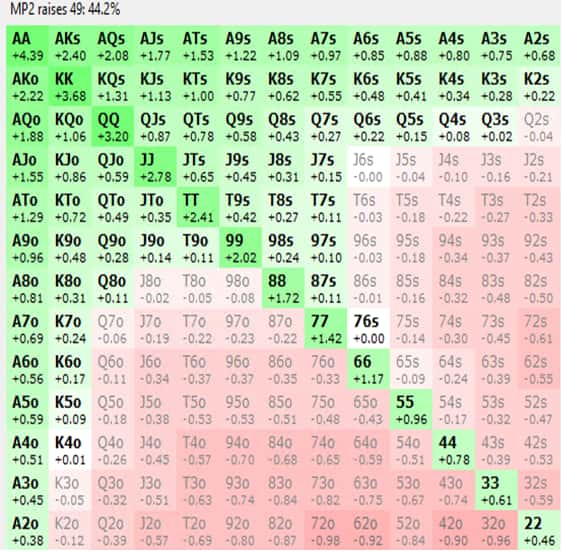 MP2 raises 49: 44.2%
AA AKs AQs AJs ATs A9s A8s A7s A6s A5s A4s A3s A2s
+4.39 +2.40 +2.08 +1.77 +1.53 +1.22 +1.09 +0.97 +0.85 +0.88 +0.80 +0.75 +0.68
AKo KK KQs KJs KTs K9s K8s K7s K6s K5s K4s K3s K2s
+2.22 +3.68 +1.31 +1.13 +1.00 +0.77 +0.62 +0.55 +0.48 +0.41 +0.34 +0.28 +0.22
AQo KQo QQ QJs QTs Q9s Q8s Q7s Q6s Q5s Q4s Q3s Q2s
+1.88 +1.06 +3.20 +0.87 +0.78 +0.58 +0.43 +0.27 +0.22 +0.15 +0.08 +0.02 -0.04
AJo KJo QJo JJ JTs J9s J8s J7s J6s J5s J4s J3s J2s
+1.55 +0.86 +0.59 +2.78 +0.65 +0.45 +0.31 +0.15 -0.00 -0.04 -0.10 -0.16 -0.21
ATo KTo QTo JTo TT T9s T8s T7s T6s T5s T4s T3s T2s
+1.29 +0.72 +0.49 +0.35 +2.41 +0.42 +0.27 +0.11 -0.03 -0.18 -0.22 -0.27 -0.33
A9o K9o Q9o J9o T9o 99 98s 97s 96s 95s 94s 93s 92s
+0.96 +0.48 +0.28 +0.14 +0.11 +2.02 +0.24 +0.10 -0.03 -0.18 -0.34 -0.37 -0.43
A8o K8o Q8o J8o T8o 98o 88 87s 86s 85s 84s 83s 82s
+0.81 +0.31 +0.11 -0.02 -0.05 -0.08 +1.72 +0.11 -0.01 -0.16 -0.32 -0.48 -0.50
A7o K7o Q7o J7o T7o 97o 87o 77 76s 75s 74s 73s 72s
+0.69 +0.24 -0.06 -0.19 -0.22 -0.23 -0.22 +1.42 +0.00 -0.14 -0.30 -0.45 -0.61
A6o K6o Q6o J6o T6o 96o 86o 76o 66 65s 64s 63s 62s
+0.56 +0.17 -0.11 -0.34 -0.37 -0.37 -0.35 -0.33 +1.17 -0.09 -0.24 -0.39 -0.55
A5o K5o Q5o J5o T5o 95o 85o 75o 65o 55 54s 53s 52s
+0.59 +0.09 -0.18 -0.38 -0.53 -0.53 -0.51 -0.48 -0.43 +0.96 -0.17 -0.32 -0.47
A4o K4o Q4o J4o T4o 94o 84o 74o 64o 54o 44 43s 42s
+0.51 +0.01 -0.26 -0.45 -0.57 -0.70 -0.68 -0.65 -0.59 -0.51 +0.78 -0.39 -0.53
A3o K3o Q3o J3o T3o 93o 83o 73o 63o 53o 43o 33 32s
+0.45 -0.05 -0.32 -0.51 -0.63 -0.74 -0.84 -0.82 -0.75 -0.67 -0.74 +0.61 -0.59
A2o K2o Q2o J2o T2o 92o 82o 72o 62o 52o 42o 32o 22
+0.38 -0.12 -0.39 -0.57 -0.69 -0.80 -0.87 -0.98 -0.92 -0.84 -0.90 -0.96 +0.46